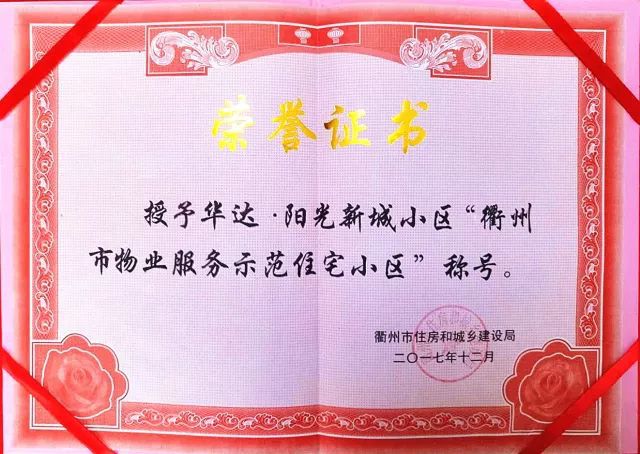 荣誉证书
授予华达·阳光新城小区“衢州
市物业服务示范住宅小区”称号。
衢州市住房和城乡建设局
二〇一七年十二月